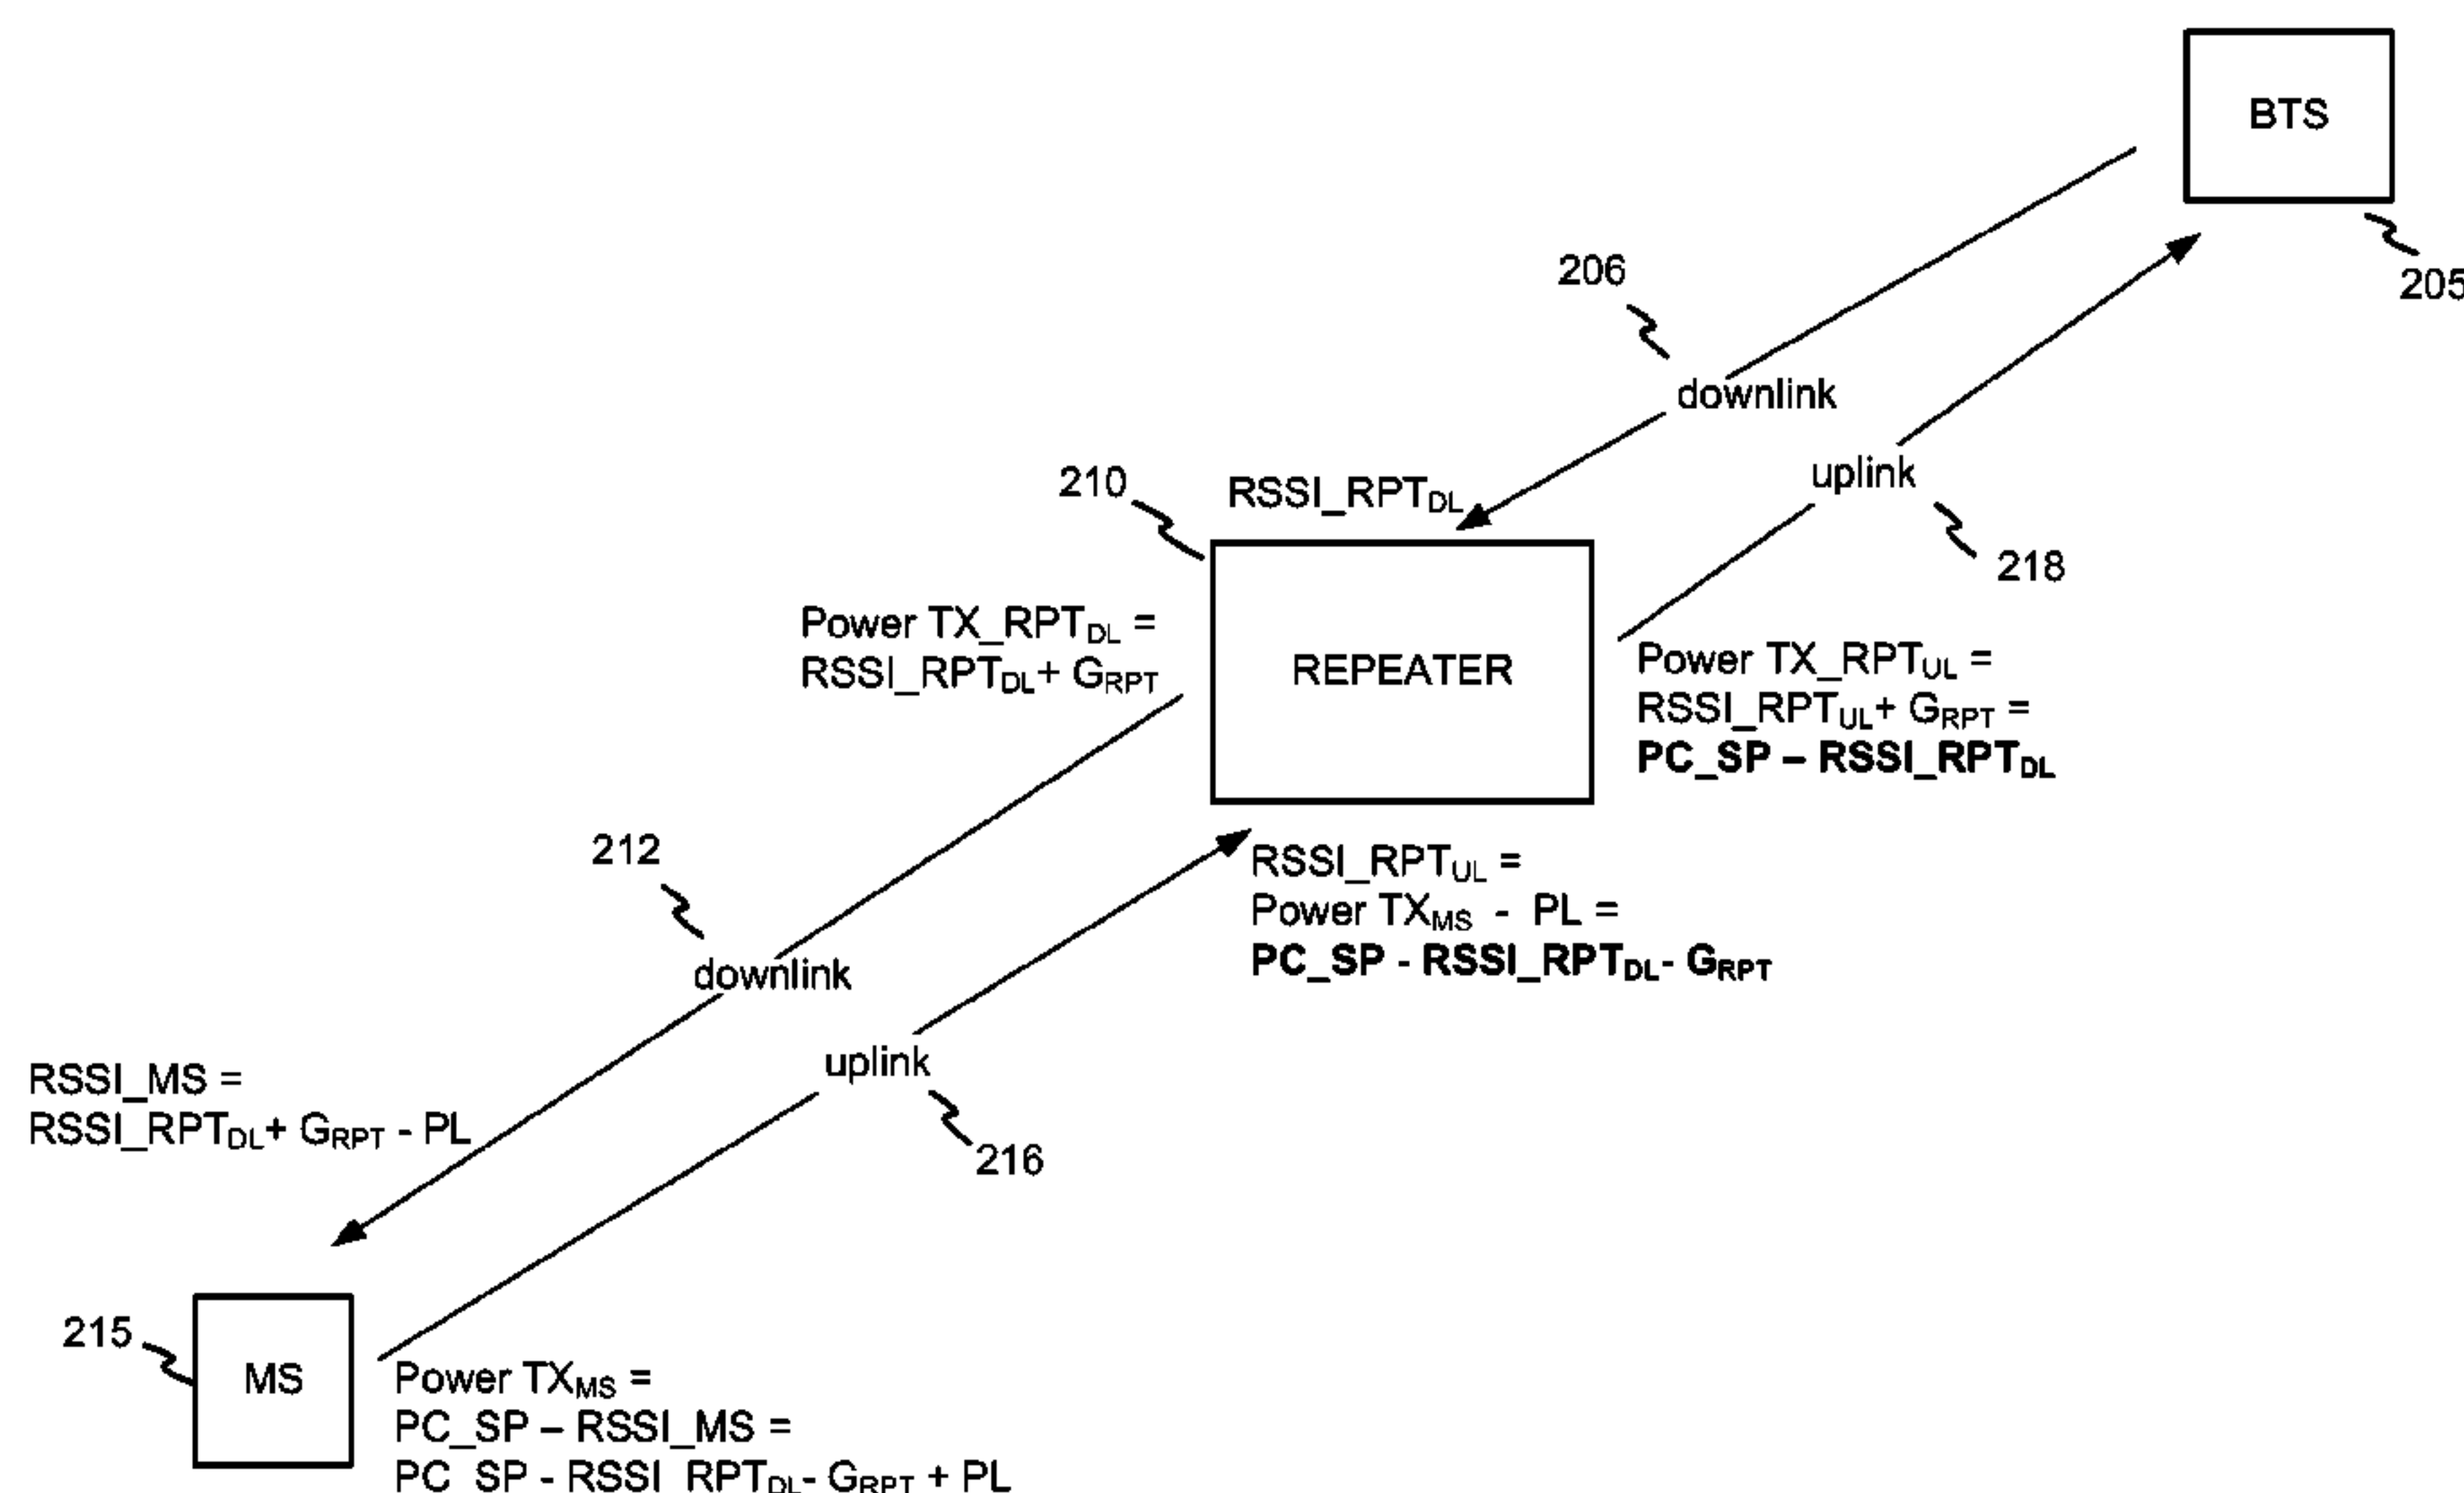 BTS
205
206
downlink
uplink
218
210
RSSI_RPTDL
REPEATER
Power TX_RPTDL =
RSSI_RPTDL+ GRPT
Power TX_RPTUL =
RSSI_RPTUL+ GRPT =
PC_SP – RSSI_RPTDL
RSSI_RPTUL =
Power TXMS - PL =
PC_SP - RSSI_RPTDL- GRPT
212
downlink
uplink
216
RSSI_MS =
RSSI_RPTDL+ GRPT - PL
215
MS
Power TXMS =
PC_SP – RSSI_MS =
PC_SP - RSSI_RPTDL- GRPT + PL